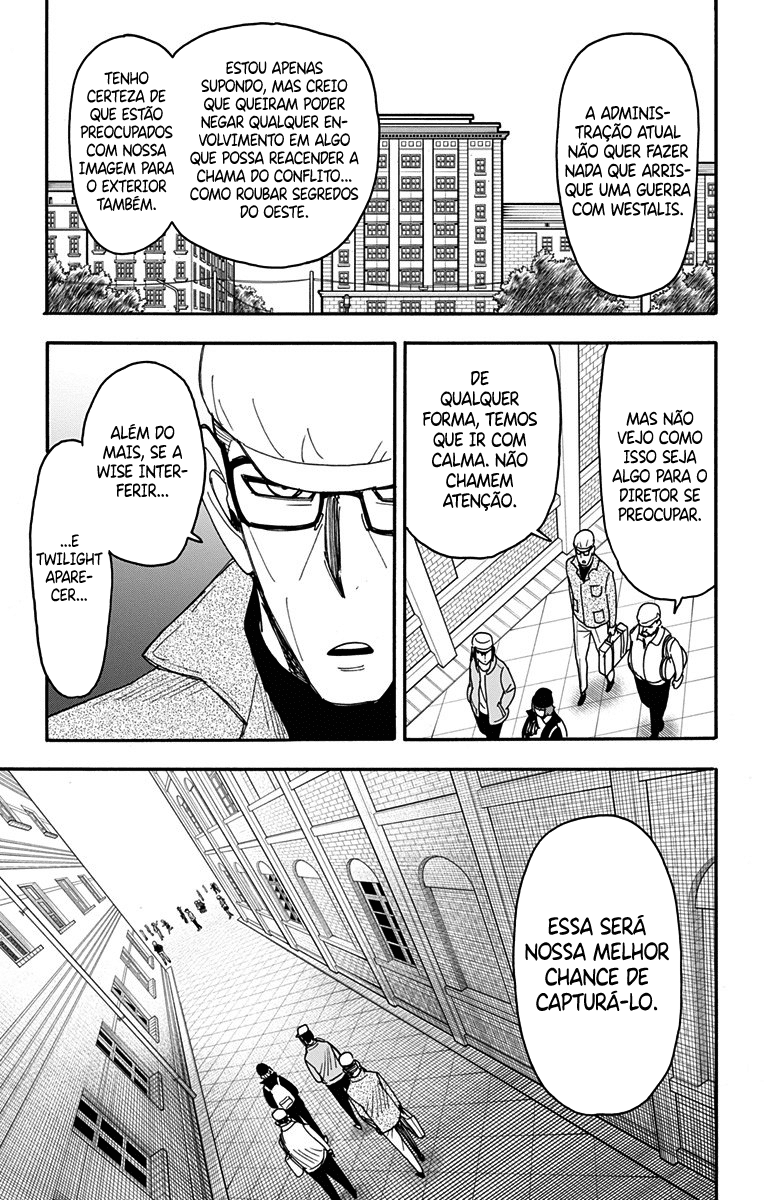 A ADMINIS-
TRAÇÃO ATUAL
NÃO QUER FAZER
NADA QUE ARRIS-
QUE UMA GUERRA
COM WESTALIS.
ESTOU APENAS
SUPONDO, MAS CREIO
QUE QUEIRAM PODER
NEGAR QUALQUER EN-
VOLVIMENTO EM ALGO
QUE POSSA REACENDER A
CHAMA DO CONFLITO...
COMO ROUBAR SEGREDOS
DO OESTE.
TENHO
CERTEZA DE
QUE ESTÃO
PREOCUPADOS
COM NOSSA
IMAGEM PARA
O EXTERIOR
TAMBÉM.
MAS NÃO
VEJO COMO
ISSO SEJA
ALGO PARA O
DIRETOR SE
PREOCUPAR.
DE
QUALQUER
FORMA, TEMOS
QUE IR COM
CALMA. NÃO
CHAMEM
ATENÇÃO.
ALÉM DO
MAIS, SE A
WISE INTER-
FERIR...
...E
TWILIGHT
APARE-
CER...
ESSA SERÁ
NOSSA MELHOR
CHANCE DE
CAPTURÁ-LO.